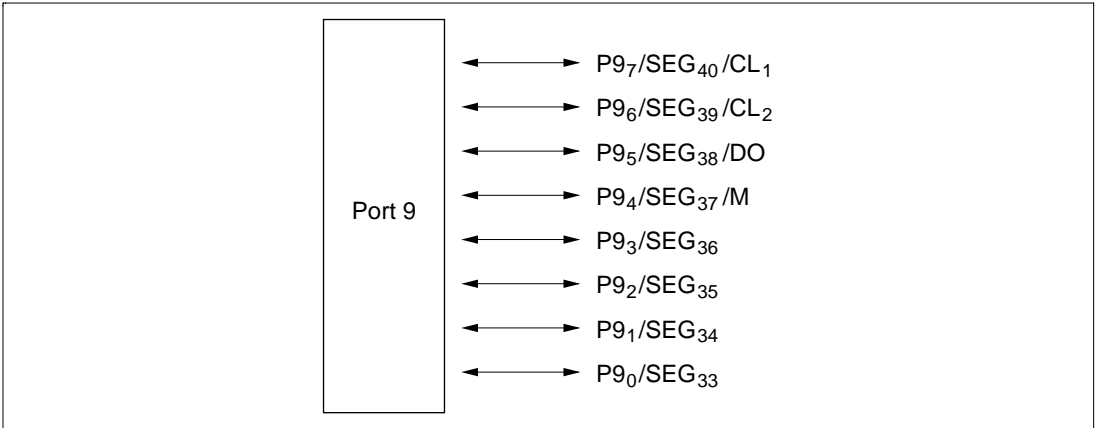 P9₇/SEG₄₀/CL₁
P9₆/SEG₃₉/CL₂
P9₅/SEG₃₈/DO
P9₄/SEG₃₇/M
Port 9
P9₃/SEG₃₆
P9₂/SEG₃₅
P9₁/SEG₃₄
P9₀/SEG₃₃